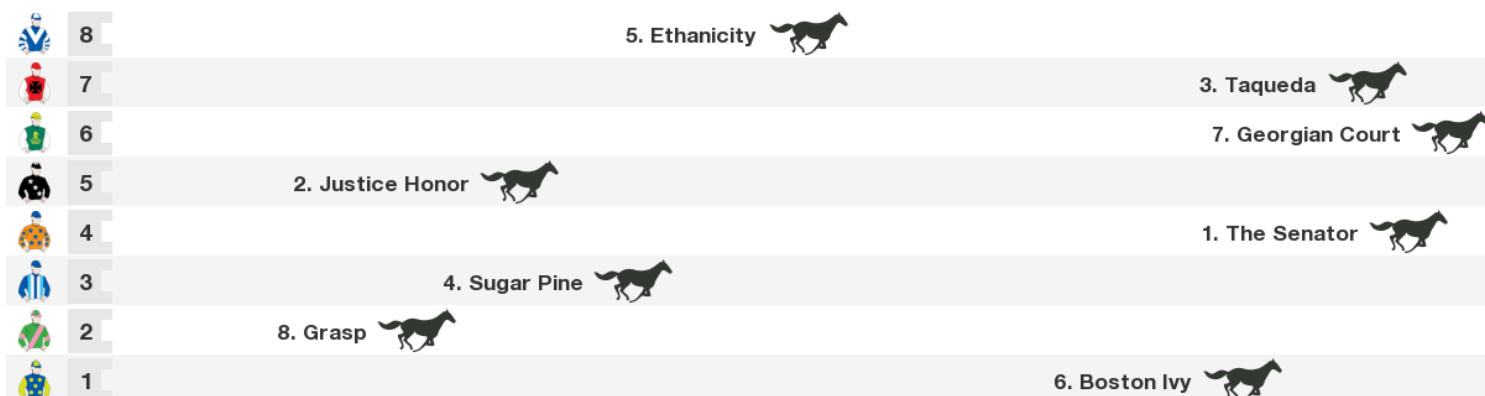 8 5. Ethanicity
7 3. Taqueda
6 7. Georgian Court
5 2. Justice Honor
4 1. The Senator
3 4. Sugar Pine
2 8. Grasp
1 6. Boston Ivy